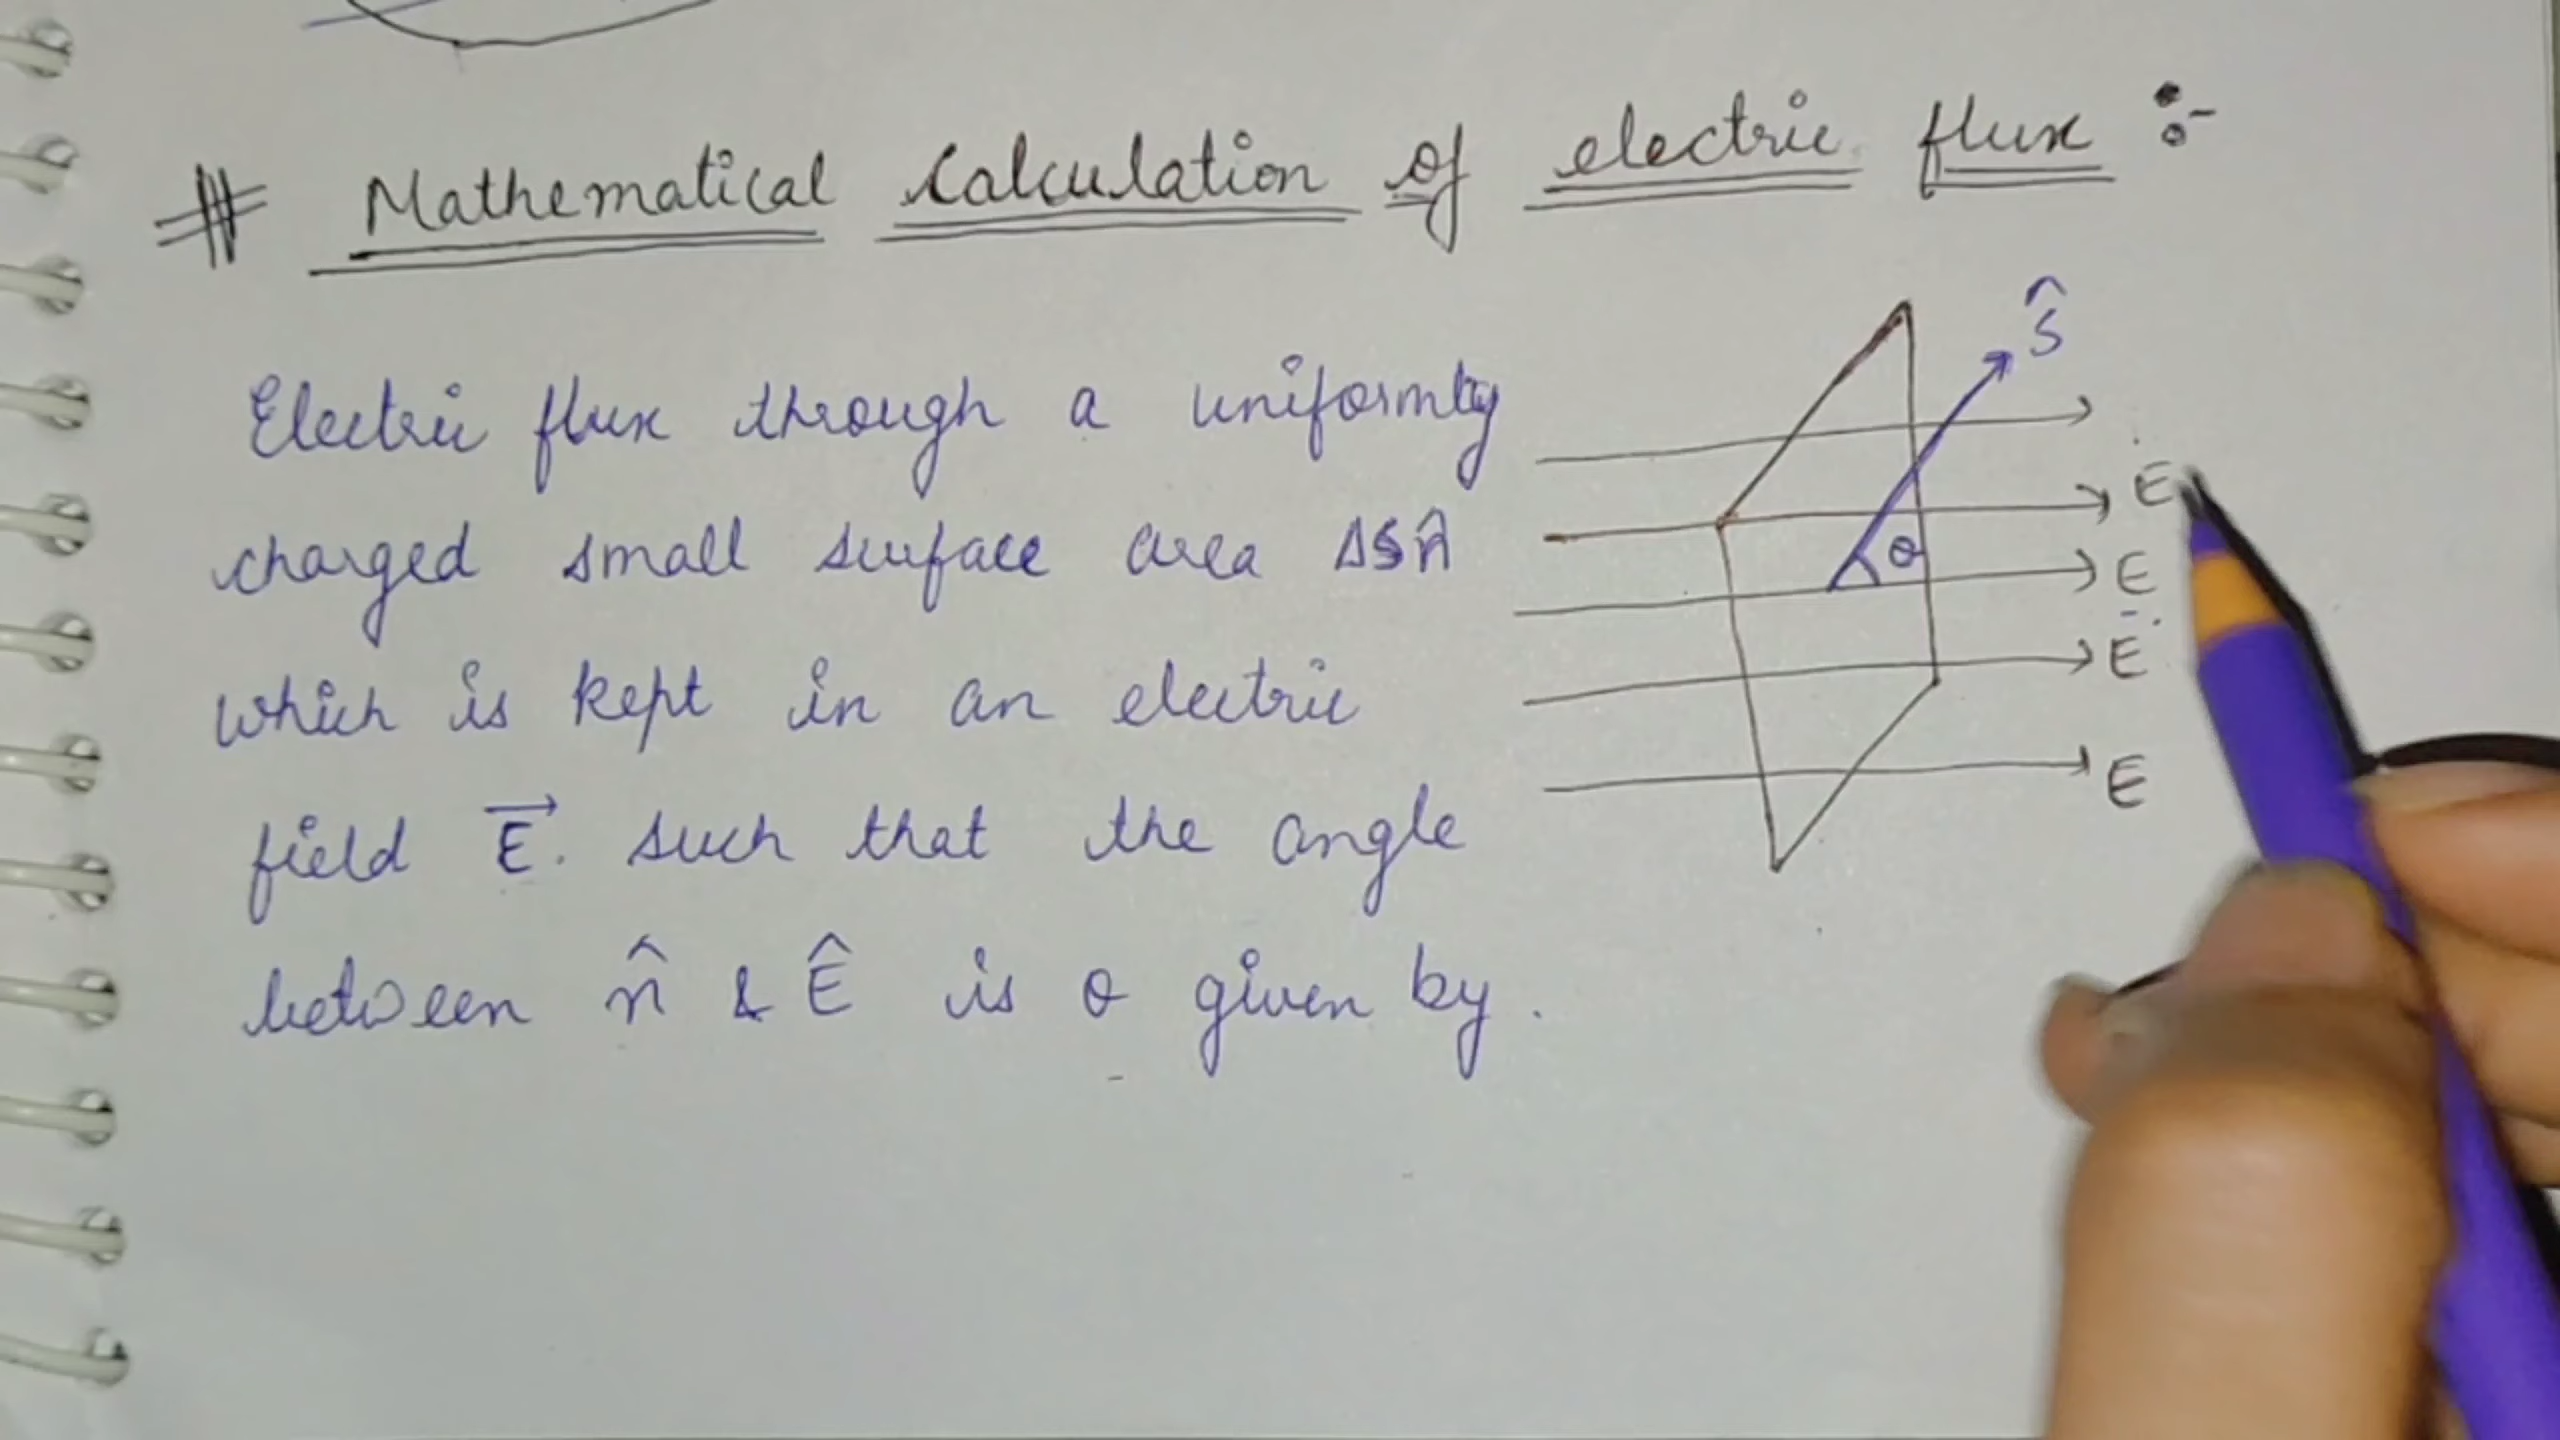 # Mathematical Calculation of electric flux :-
Electric flux through a uniformly
charged small surface area ΔSn̂
which is kept in an electric
field E⃗. such that the angle
between n̂ & Ê is θ given by.
Ŝ
θ
E
E
E
E